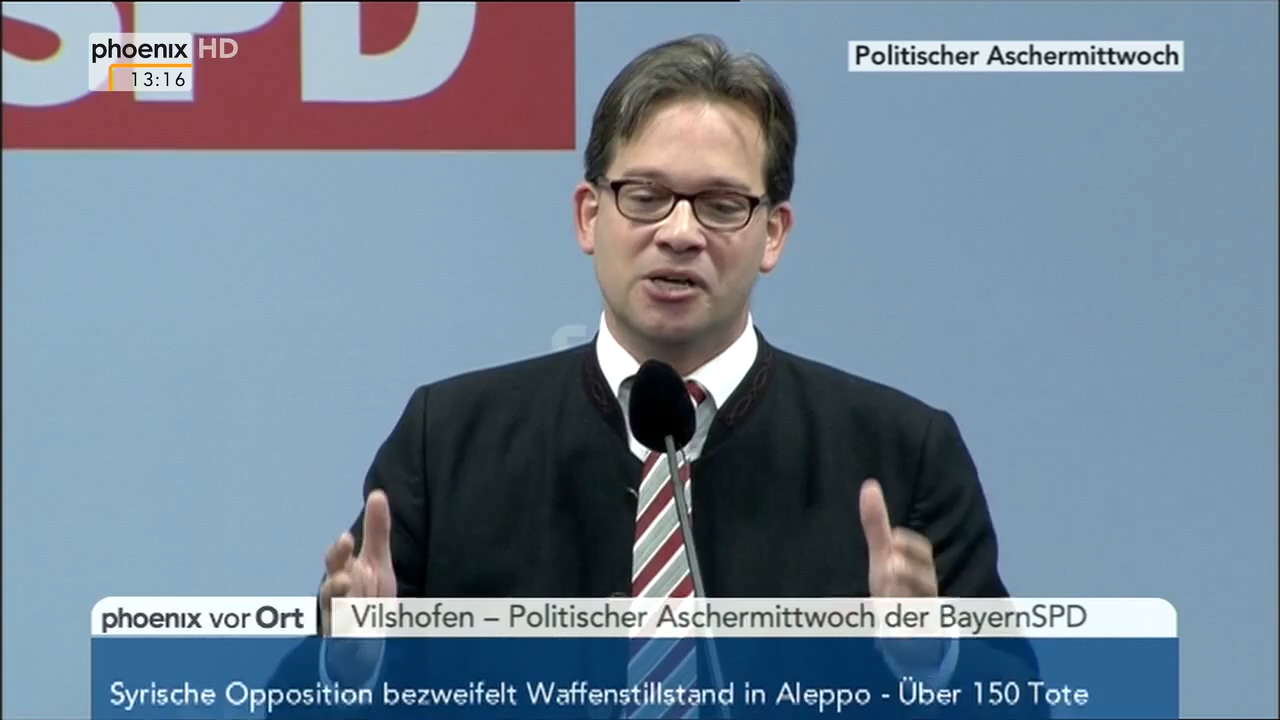 SPD
phoenix HD
13:16
Politischer Aschermittwoch
phoenix vor Ort
Vilshofen – Politischer Aschermittwoch der BayernSPD
Syrische Opposition bezweifelt Waffenstillstand in Aleppo - Über 150 Tote